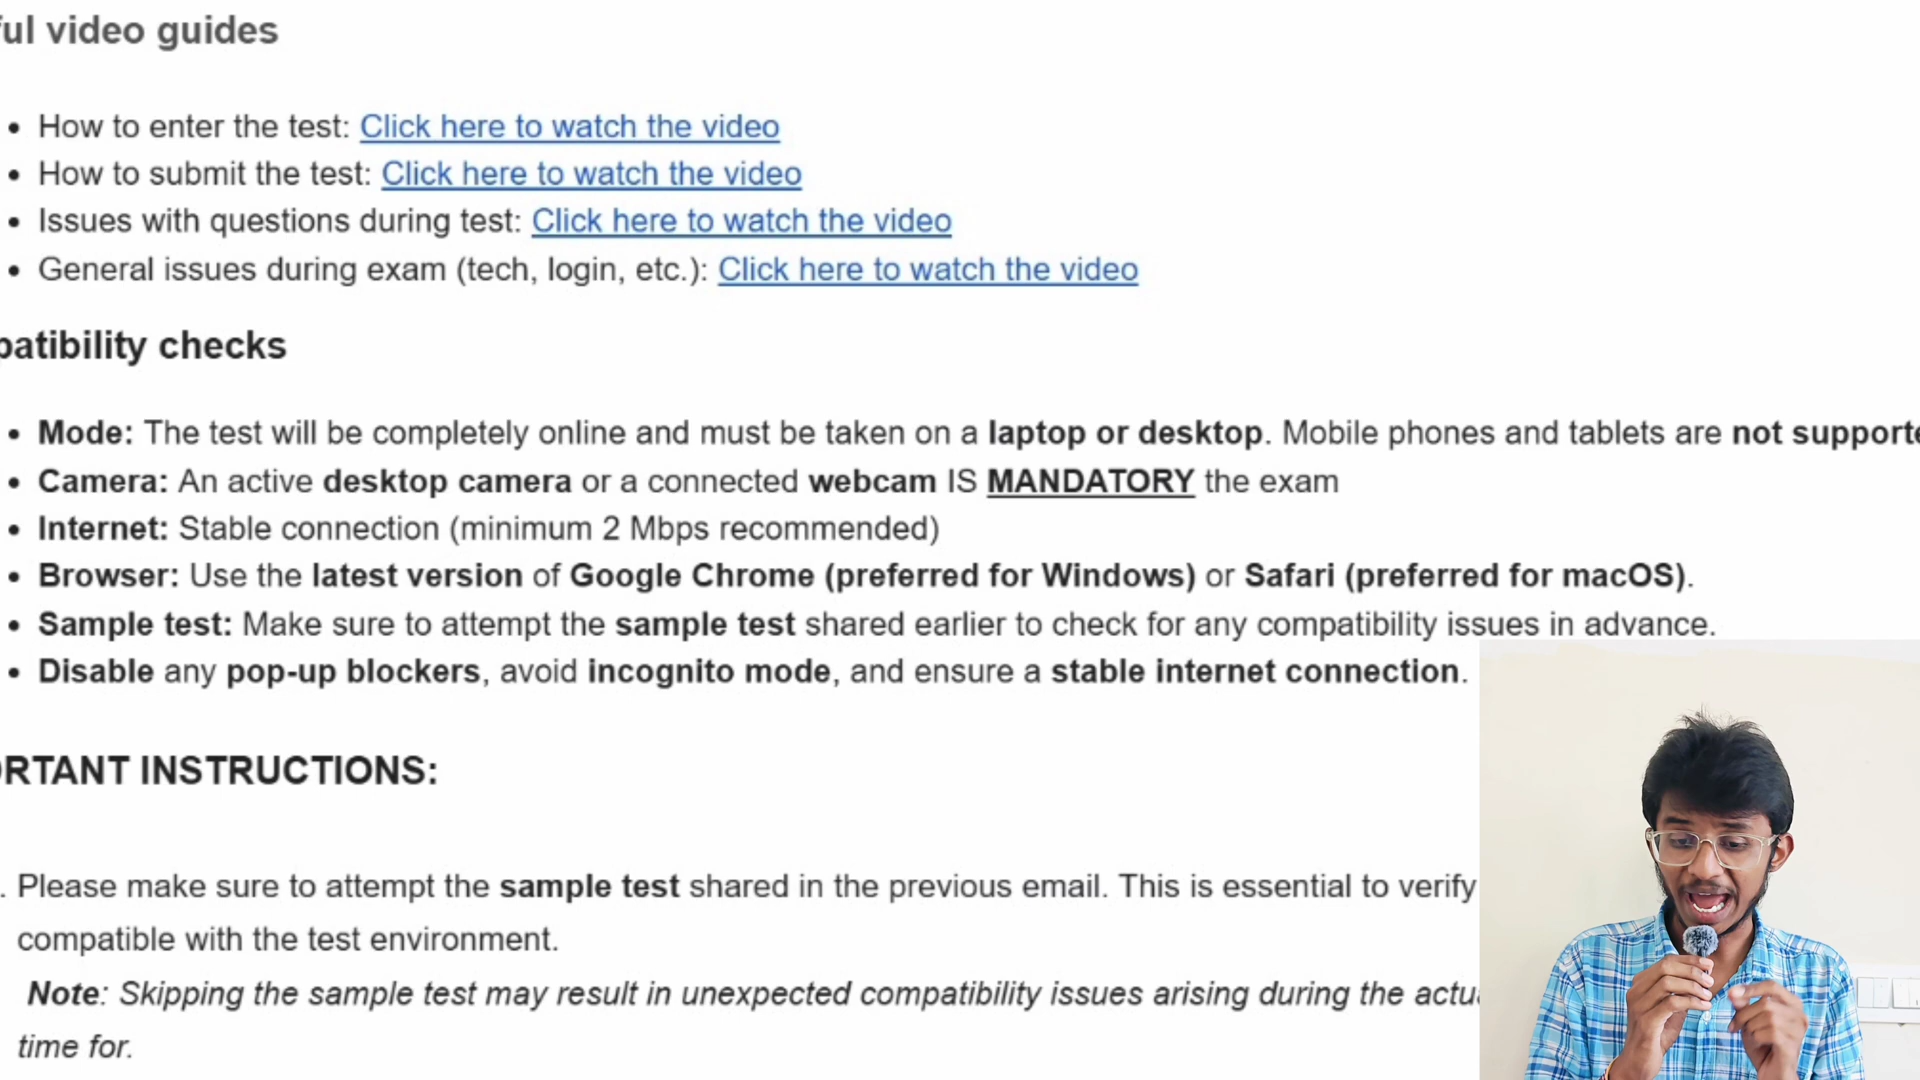 ful video guides
• How to enter the test: Click here to watch the video
• How to submit the test: Click here to watch the video
• Issues with questions during test: Click here to watch the video
• General issues during exam (tech, login, etc.): Click here to watch the video
patibility checks
• Mode: The test will be completely online and must be taken on a laptop or desktop. Mobile phones and tablets are not supporte
• Camera: An active desktop camera or a connected webcam IS MANDATORY the exam
• Internet: Stable connection (minimum 2 Mbps recommended)
• Browser: Use the latest version of Google Chrome (preferred for Windows) or Safari (preferred for macOS).
• Sample test: Make sure to attempt the sample test shared earlier to check for any compatibility issues in advance.
• Disable any pop-up blockers, avoid incognito mode, and ensure a stable internet connection.
ORTANT INSTRUCTIONS:
. Please make sure to attempt the sample test shared in the previous email. This is essential to verify
compatible with the test environment.
Note: Skipping the sample test may result in unexpected compatibility issues arising during the actu
time for.